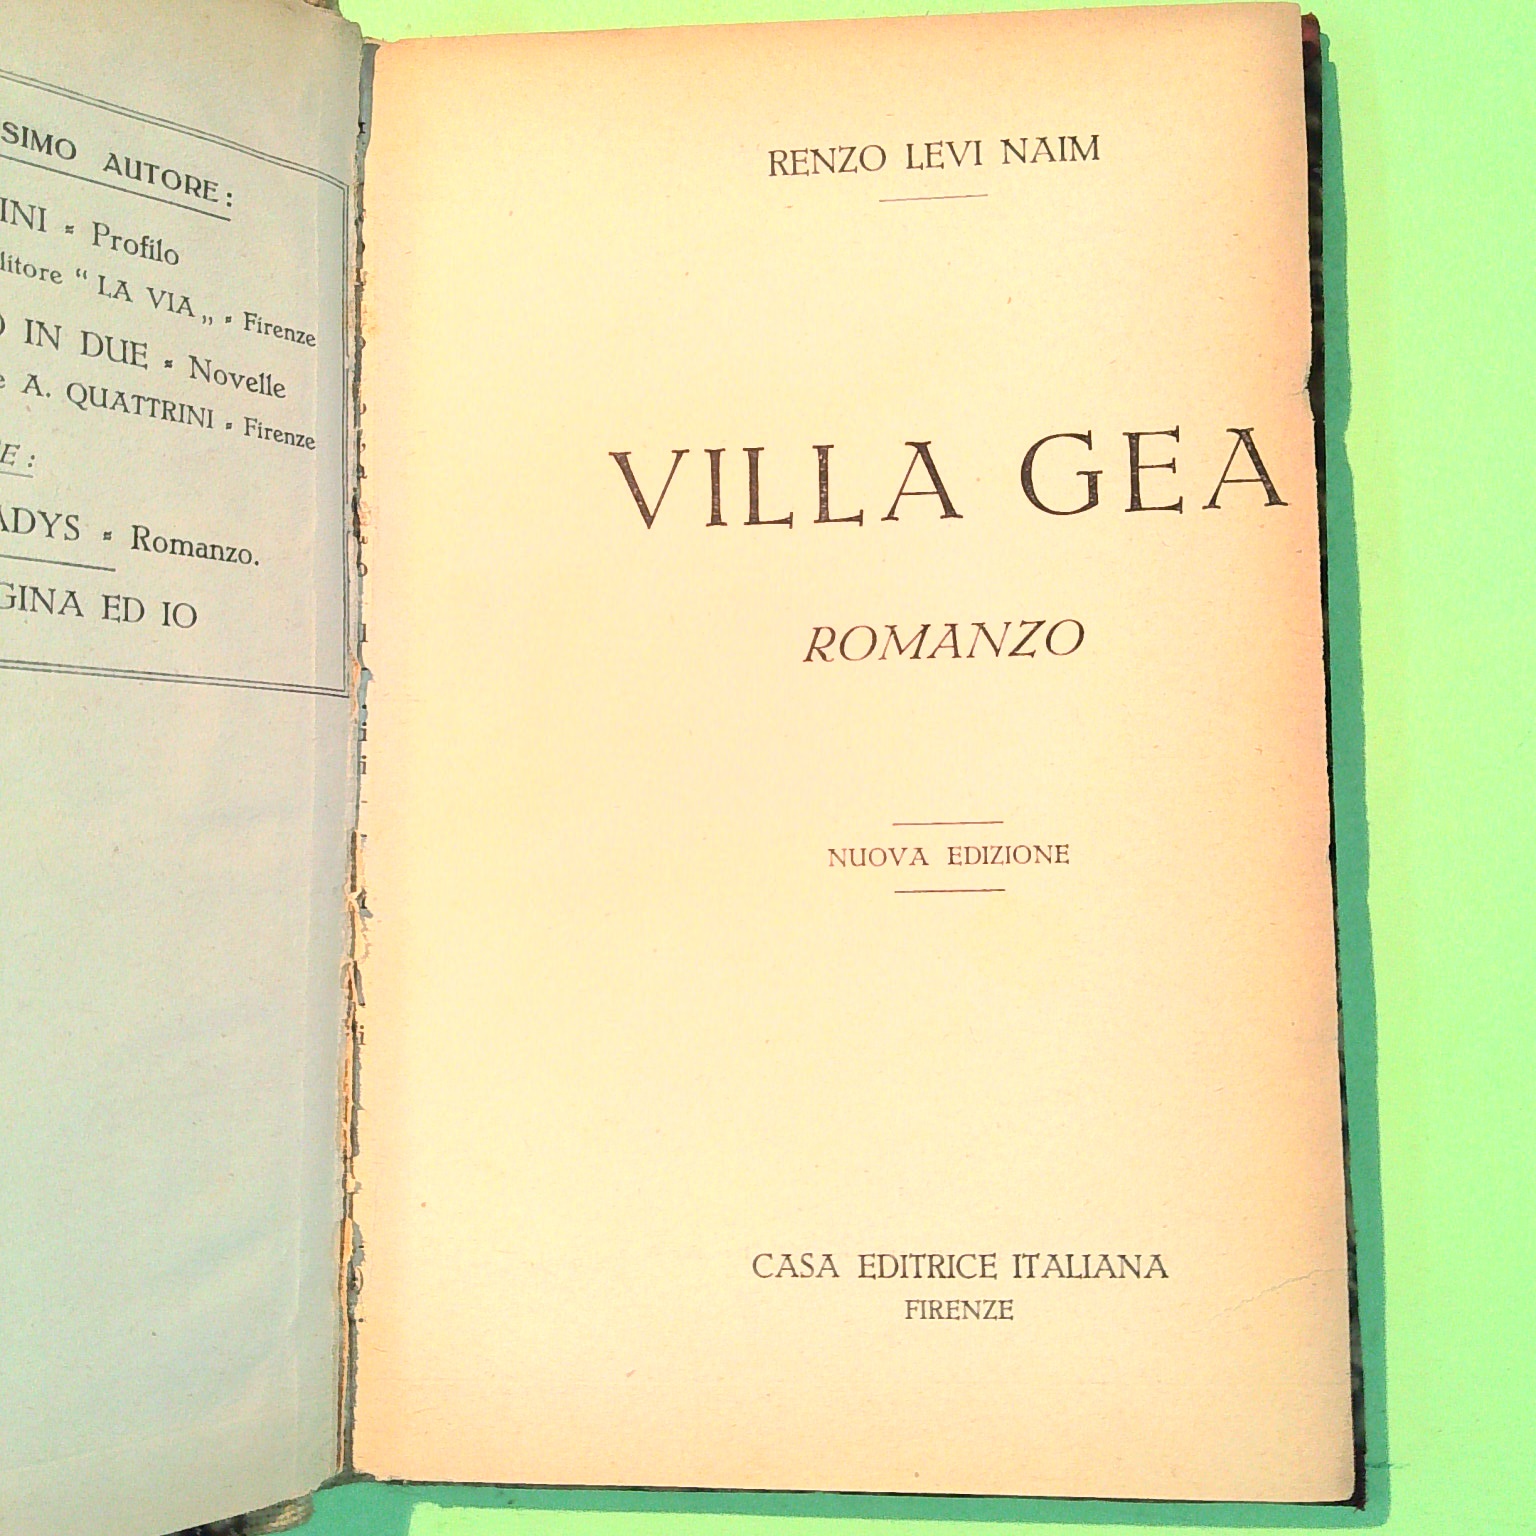 SIMO AUTORE:
INI = Profilo
ditore “ LA VIA „ = Firenze
O IN DUE = Novelle
e A. QUATTRINI = Firenze
E:
ADYS = Romanzo.
GINA ED IO
RENZO LEVI NAIM
VILLA GEA
ROMANZO
NUOVA EDIZIONE
CASA EDITRICE ITALIANA
FIRENZE